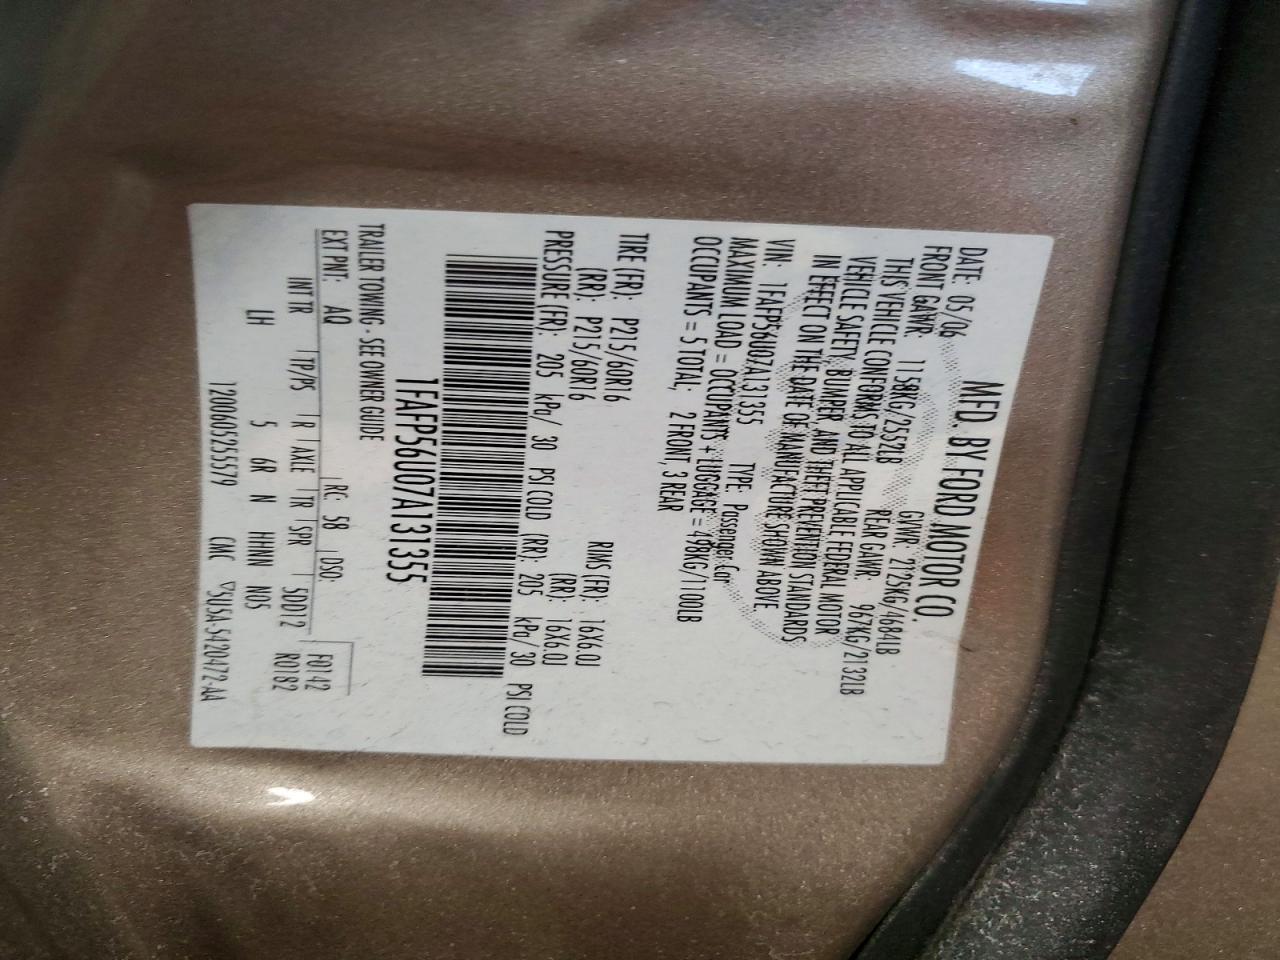 MFD. BY FORD MOTOR CO.
DATE: 05/06 GVWR: 2125KG/4684LB
FRONT GAWR: 1158KG/2552LB REAR GAWR: 967KG/2132LB
THIS VEHICLE CONFORMS TO ALL APPLICABLE FEDERAL MOTOR
VEHICLE SAFETY, BUMPER, AND THEFT PREVENTION STANDARDS
IN EFFECT ON THE DATE OF MANUFACTURE SHOWN ABOVE.
VIN: 1FAFP56U07A131355 TYPE: Passenger Car
MAXIMUM LOAD = OCCUPANTS + LUGGAGE = 498KG/1100LB
OCCUPANTS = 5 TOTAL; 2 FRONT, 3 REAR
TIRE (FR): P215/60R16 RIMS (FR): 16X6.0J
(RR): P215/60R16 (RR): 16X6.0J
PRESSURE (FR): 205 kPa/ 30 PSI COLD (RR): 205 kPa/ 30 PSI COLD
1FAFP56U07A131355
TRAILER TOWING - SEE OWNER GUIDE
EXT PNT: AQ RC: 58 DSO: F0142
INT TR TP/PS R AXLE TR SPR 5DD12 R0182
LH 5 6R N HHNN N05
1200605255579 CMC ▽5U5A-5420472-AA